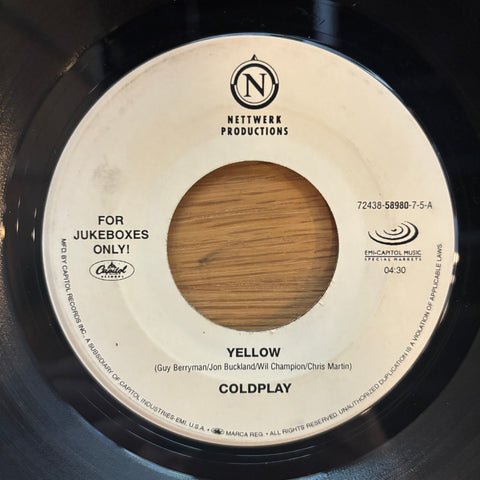 N
NETTWERK
PRODUCTIONS
FOR
JUKEBOXES
ONLY!
Capitol
RECORDS
72438-58980-7-5-A
EMI-CAPITOL MUSIC
SPECIAL MARKETS
04:30
YELLOW
(Guy Berryman/Jon Buckland/Wil Champion/Chris Martin)
COLDPLAY
MFD. BY CAPITOL RECORDS INC., A SUBSIDIARY OF CAPITOL INDUSTRIES-EMI, U.S.A. • MARCA REG. • ALL RIGHTS RESERVED. UNAUTHORIZED DUPLICATION IS A VIOLATION OF APPLICABLE LAWS.